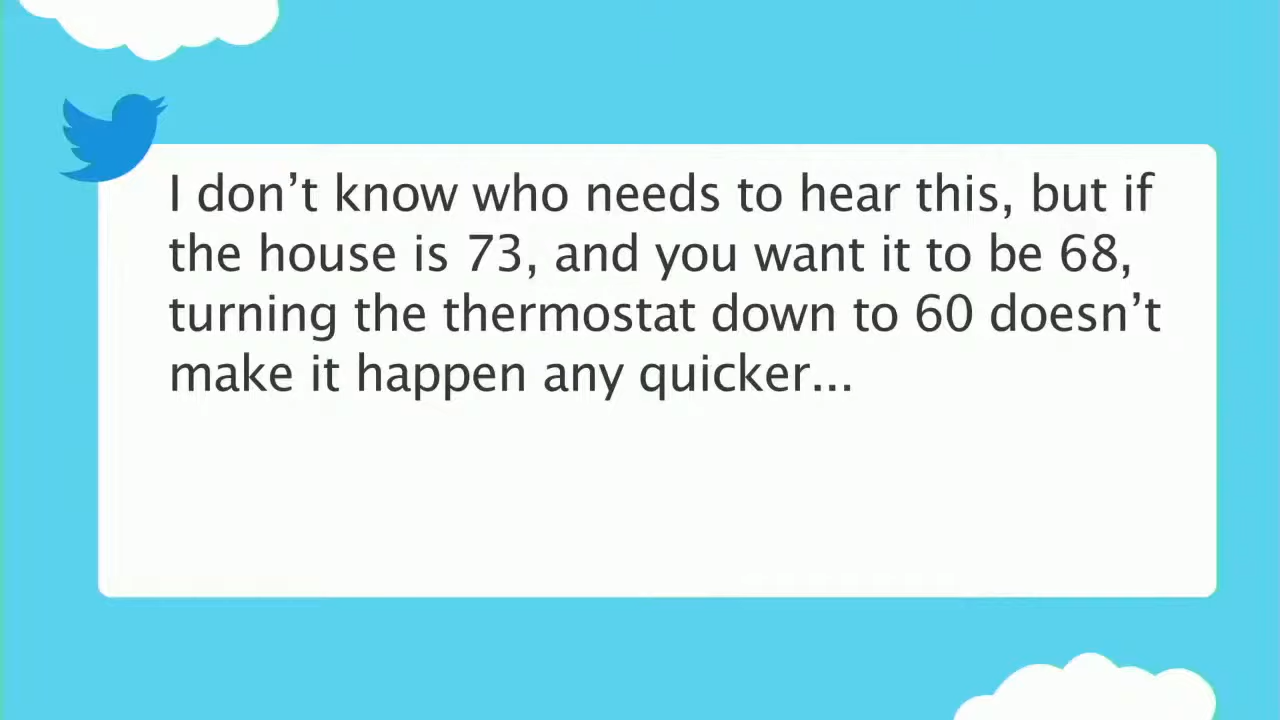 I don’t know who needs to hear this, but if
the house is 73, and you want it to be 68,
turning the thermostat down to 60 doesn’t
make it happen any quicker...